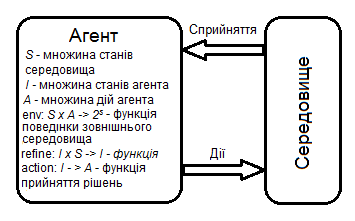 Агент
S - множина станів
середовища
I - множина станів агента
A - множина дій агента
env: S x A -> 2ˢ - функція
поведінки зовнішнього
середовища
refine: I x S -> I - функція
action: I - > A - функція
прийняття рішень
Сприйняття
Дії
Середовище